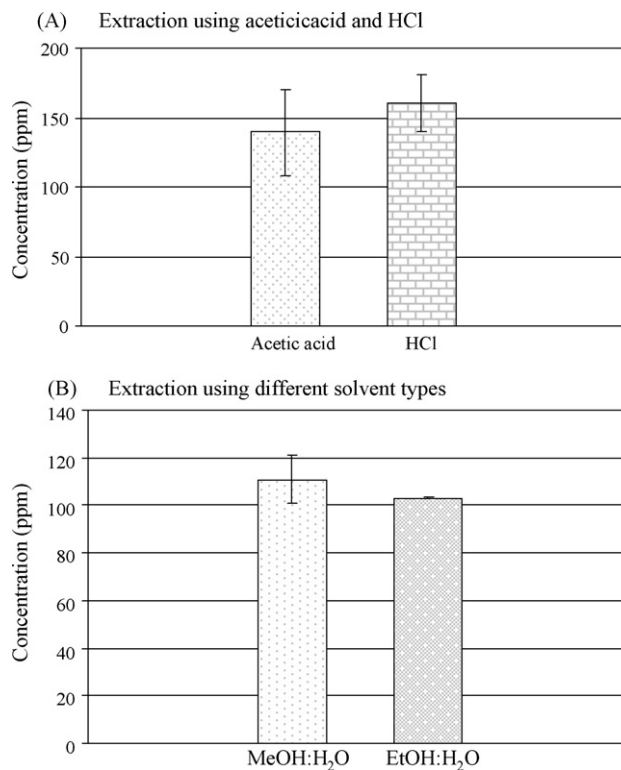 (A) Extraction using aceticicacid and HCl
200
150
100
50
0
Concentration (ppm)
Acetic acid HCl
(B) Extraction using different solvent types
140
120
100
80
60
40
20
0
Concentration (ppm)
MeOH:H₂O EtOH:H₂O